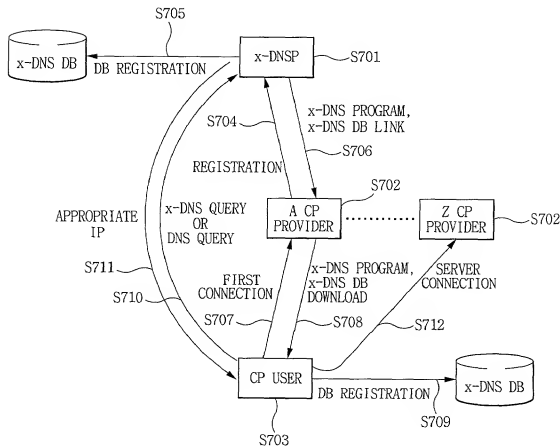 S705
x-DNS DB
DB REGISTRATION
x-DNSP
S701
S704
x-DNS PROGRAM,
x-DNS DB LINK
S706
REGISTRATION
S702
A CP
PROVIDER
Z CP
PROVIDER
S702
APPROPRIATE
IP
x-DNS QUERY
OR
DNS QUERY
S711
S710
FIRST
CONNECTION
x-DNS PROGRAM,
x-DNS DB
DOWNLOAD
SERVER
CONNECTION
S707
S708
S712
CP USER
DB REGISTRATION
x-DNS DB
S709
S703